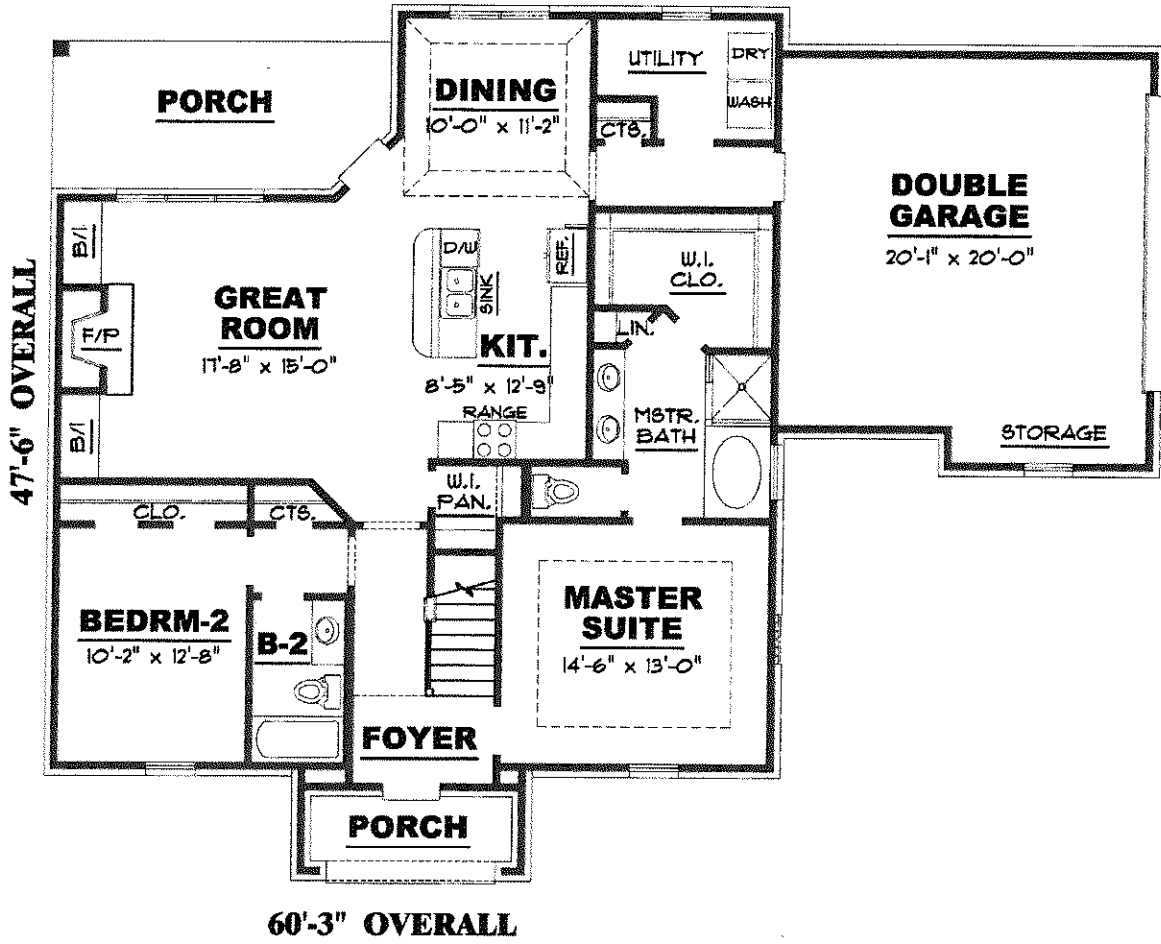 PORCH
DINING
10'-0" x 11'-2"
UTILITY
DRY
WASH
CTS.
DOUBLE
GARAGE
20'-1" x 20'-0"
STORAGE
B/I
F/P
B/I
GREAT
ROOM
17'-8" x 15'-0"
D/W
SINK
REF.
KIT.
8'-5" x 12'-9"
RANGE
W.I.
CLO.
LIN.
MSTR.
BATH
W.I.
PAN.
CLO.
CTS.
BEDRM-2
10'-2" x 12'-8"
B-2
MASTER
SUITE
14'-6" x 13'-0"
FOYER
PORCH
47'-6" OVERALL
60'-3" OVERALL